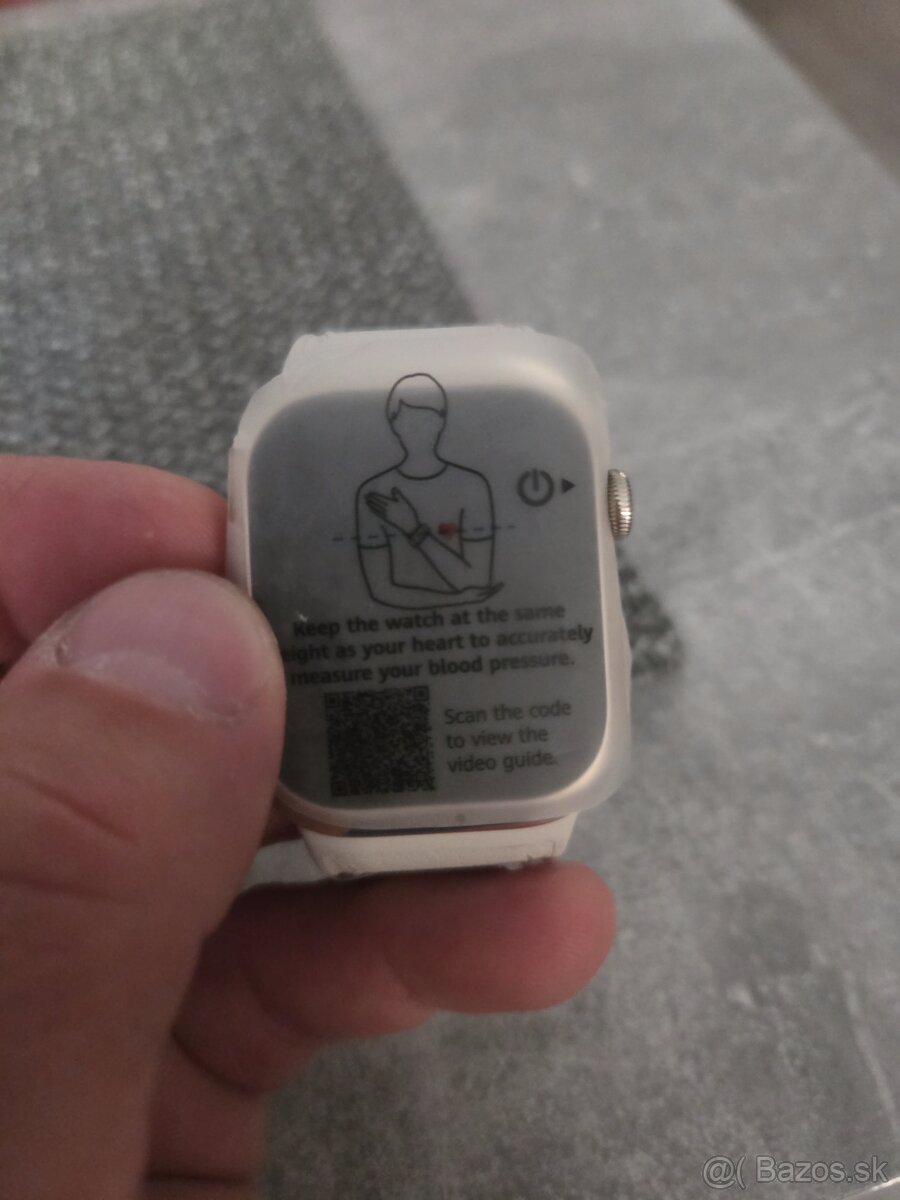 Keep the watch at the same
ight as your heart to accurately
measure your blood pressure.
Scan the code
to view the
video guide.
@( Bazos.sk